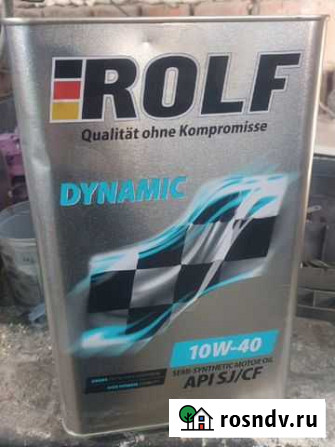 ROLF
Qualität ohne Kompromisse
DYNAMIC
10W-40
SEMI-SYNTHETIC MOTOR OIL
API SJ/CF
rosndv.ru